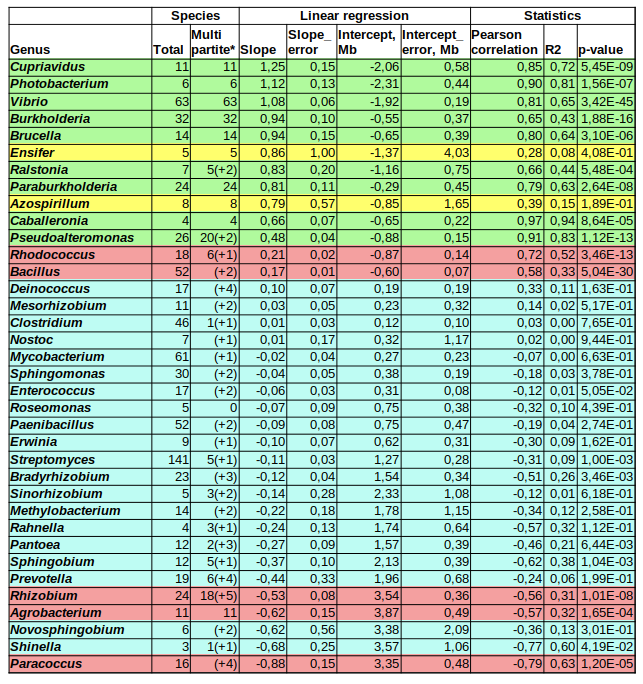 Species Linear regression Statistics
Multi Slope_ Intercept, Intercept_ Pearson
Genus Total partite* Slope error Mb error, Mb correlation R2 p-value
Cupriavidus 11 11 1,25 0,15 -2,06 0,58 0,85 0,72 5,45E-09
Photobacterium 6 6 1,12 0,13 -2,31 0,44 0,90 0,81 1,56E-07
Vibrio 63 63 1,08 0,06 -1,92 0,19 0,81 0,65 3,42E-45
Burkholderia 32 32 0,94 0,10 -0,55 0,37 0,65 0,43 1,88E-16
Brucella 14 14 0,94 0,15 -0,65 0,39 0,80 0,64 3,10E-06
Ensifer 5 5 0,86 1,00 -1,37 4,03 0,28 0,08 4,08E-01
Ralstonia 7 5(+2) 0,83 0,20 -1,16 0,75 0,66 0,44 5,48E-04
Paraburkholderia 24 24 0,81 0,11 -0,29 0,45 0,79 0,63 2,64E-08
Azospirillum 8 8 0,79 0,57 -0,85 1,65 0,39 0,15 1,89E-01
Caballeronia 4 4 0,66 0,07 -0,65 0,22 0,97 0,94 8,64E-05
Pseudoalteromonas 26 20(+2) 0,48 0,04 -0,88 0,15 0,91 0,83 1,12E-13
Rhodococcus 18 6(+1) 0,21 0,02 -0,87 0,14 0,72 0,52 3,46E-13
Bacillus 52 (+2) 0,17 0,01 -0,60 0,07 0,58 0,33 5,04E-30
Deinococcus 17 (+4) 0,10 0,07 0,19 0,19 0,33 0,11 1,63E-01
Mesorhizobium 11 (+2) 0,03 0,05 0,23 0,32 0,14 0,02 5,17E-01
Clostridium 46 1(+1) 0,01 0,03 0,12 0,10 0,03 0,00 7,65E-01
Nostoc 7 (+1) 0,01 0,17 0,32 1,17 0,02 0,00 9,44E-01
Mycobacterium 61 (+1) -0,02 0,04 0,27 0,23 -0,07 0,00 6,63E-01
Sphingomonas 30 (+2) -0,04 0,05 0,38 0,19 -0,18 0,03 3,78E-01
Enterococcus 17 (+2) -0,06 0,03 0,31 0,08 -0,12 0,01 5,05E-02
Roseomonas 5 0 -0,07 0,09 0,75 0,38 -0,32 0,10 4,39E-01
Paenibacillus 52 (+2) -0,09 0,08 0,75 0,47 -0,19 0,04 2,74E-01
Erwinia 9 (+1) -0,10 0,07 0,62 0,31 -0,30 0,09 1,62E-01
Streptomyces 141 5(+1) -0,11 0,03 1,27 0,28 -0,31 0,09 1,00E-03
Bradyrhizobium 23 (+3) -0,12 0,04 1,54 0,34 -0,51 0,26 3,46E-03
Sinorhizobium 5 3(+2) -0,14 0,28 2,33 1,08 -0,12 0,01 6,18E-01
Methylobacterium 14 (+2) -0,22 0,18 1,78 1,15 -0,34 0,12 2,58E-01
Rahnella 4 3(+1) -0,24 0,13 1,74 0,64 -0,57 0,32 1,12E-01
Pantoea 12 2(+3) -0,27 0,09 1,57 0,39 -0,46 0,21 6,44E-03
Sphingobium 12 5(+1) -0,37 0,10 2,13 0,39 -0,62 0,38 1,04E-03
Prevotella 19 6(+4) -0,44 0,33 1,96 0,68 -0,24 0,06 1,99E-01
Rhizobium 24 18(+5) -0,53 0,08 3,54 0,36 -0,56 0,31 1,01E-08
Agrobacterium 11 11 -0,62 0,15 3,87 0,49 -0,57 0,32 1,65E-04
Novosphingobium 6 (+2) -0,62 0,56 3,38 2,09 -0,36 0,13 3,01E-01
Shinella 3 1(+1) -0,68 0,25 3,57 1,06 -0,77 0,60 4,19E-02
Paracoccus 16 (+4) -0,88 0,15 3,35 0,48 -0,79 0,63 1,20E-05